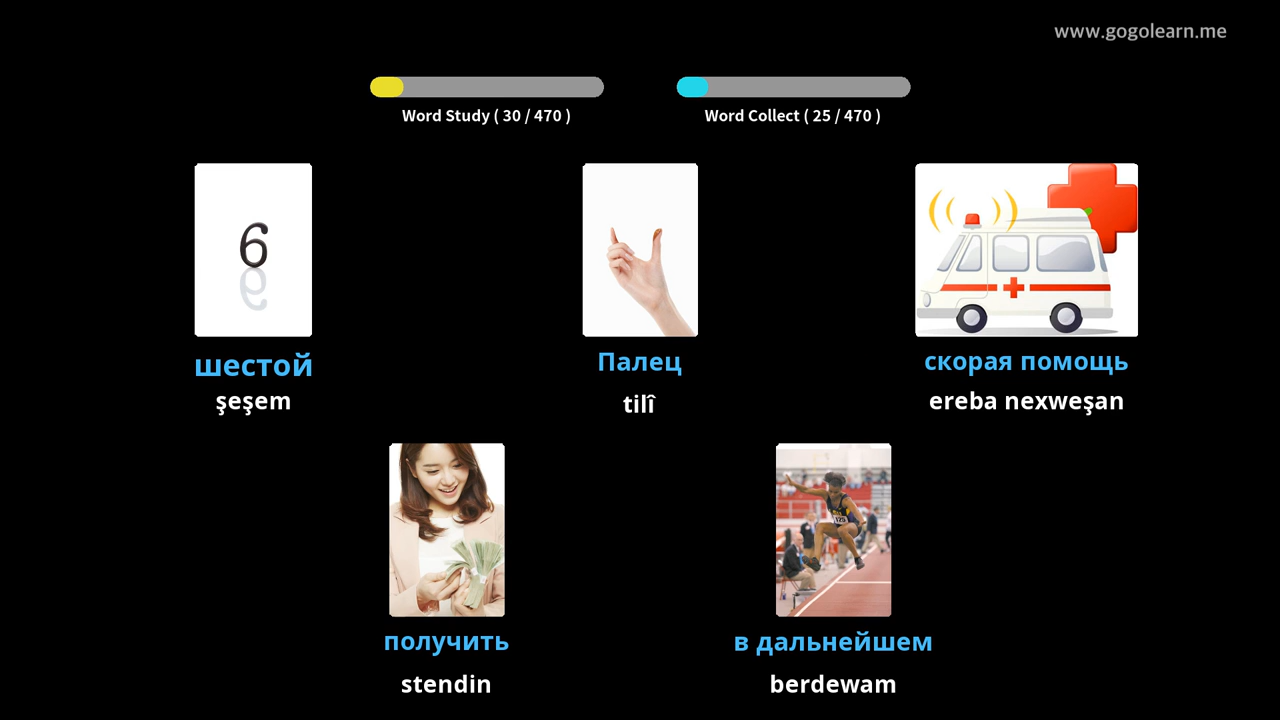 www.gogolearn.me
Word Study ( 30 / 470 )
Word Collect ( 25 / 470 )
6
шестой
şeşem
Палец
tilî
скорая помощь
ereba nexweşan
получить
stendin
в дальнейшем
berdewam